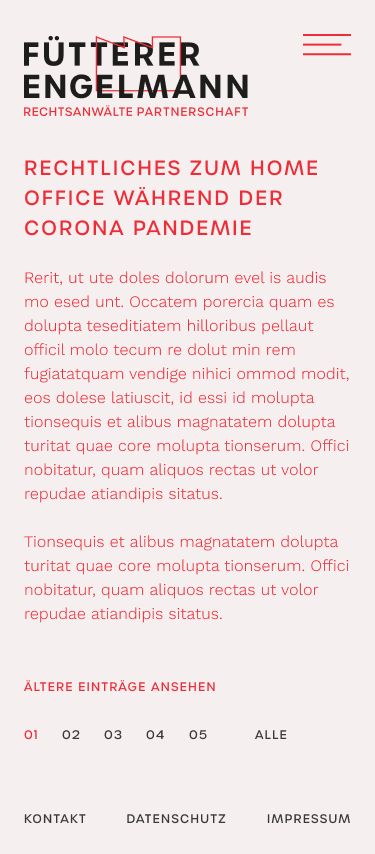 FÜTTERER
ENGELMANN
RECHTSANWÄLTE PARTNERSCHAFT
RECHTLICHES ZUM HOME
OFFICE WÄHREND DER
CORONA PANDEMIE
Rerit, ut ute doles dolorum evel is audis
mo esed unt. Occatem porercia quam es
dolupta teseditiatem hilloribus pellaut
officil molo tecum re dolut min rem
fugiatatquam vendige nihici ommod modit,
eos dolese latiuscit, id essi id molupta
tionsequis et alibus magnatatem dolupta
turitat quae core molupta tionserum. Offici
nobitatur, quam aliquos rectas ut volor
repudae atiandipis sitatus.
Tionsequis et alibus magnatatem dolupta
turitat quae core molupta tionserum. Offici
nobitatur, quam aliquos rectas ut volor
repudae atiandipis sitatus.
ÄLTERE EINTRÄGE ANSEHEN
01 02 03 04 05 ALLE
KONTAKT DATENSCHUTZ IMPRESSUM